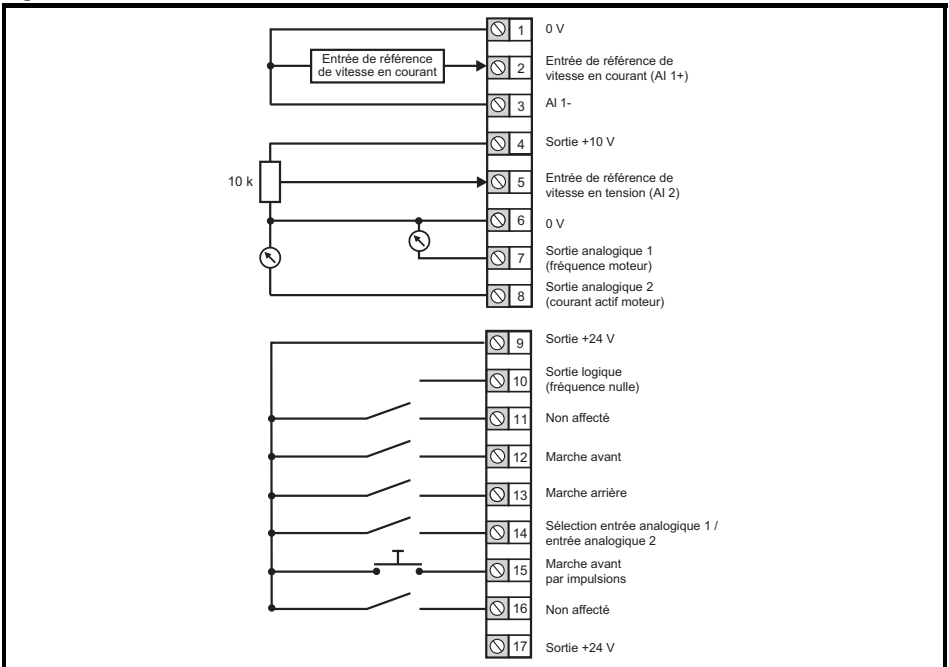 1 0 V
Entrée de référence
de vitesse en courant
2 Entrée de référence de
vitesse en courant (AI 1+)
3 AI 1-
4 Sortie +10 V
10 k
5 Entrée de référence de
vitesse en tension (AI 2)
6 0 V
7 Sortie analogique 1
(fréquence moteur)
8 Sortie analogique 2
(courant actif moteur)
9 Sortie +24 V
10 Sortie logique
(fréquence nulle)
11 Non affecté
12 Marche avant
13 Marche arrière
14 Sélection entrée analogique 1 /
entrée analogique 2
15 Marche avant
par impulsions
16 Non affecté
17 Sortie +24 V